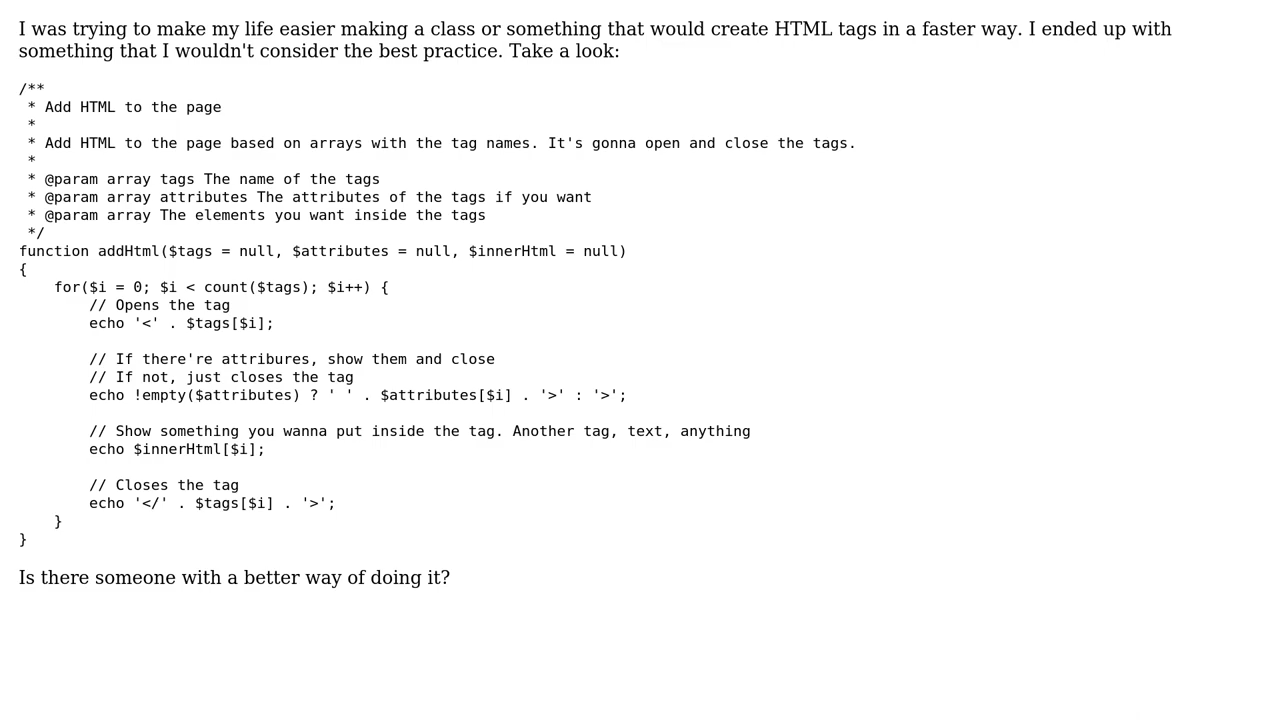 I was trying to make my life easier making a class or something that would create HTML tags in a faster way. I ended up with
something that I wouldn't consider the best practice. Take a look:
/**
 * Add HTML to the page
 *
 * Add HTML to the page based on arrays with the tag names. It's gonna open and close the tags.
 *
 * @param array tags The name of the tags
 * @param array attributes The attributes of the tags if you want
 * @param array The elements you want inside the tags
 */
function addHtml($tags = null, $attributes = null, $innerHtml = null)
{
    for($i = 0; $i < count($tags); $i++) {
        // Opens the tag
        echo '<' . $tags[$i];

        // If there're attribures, show them and close
        // If not, just closes the tag
        echo !empty($attributes) ? ' ' . $attributes[$i] . '>' : '>';

        // Show something you wanna put inside the tag. Another tag, text, anything
        echo $innerHtml[$i];

        // Closes the tag
        echo '</' . $tags[$i] . '>';
    }
}
Is there someone with a better way of doing it?